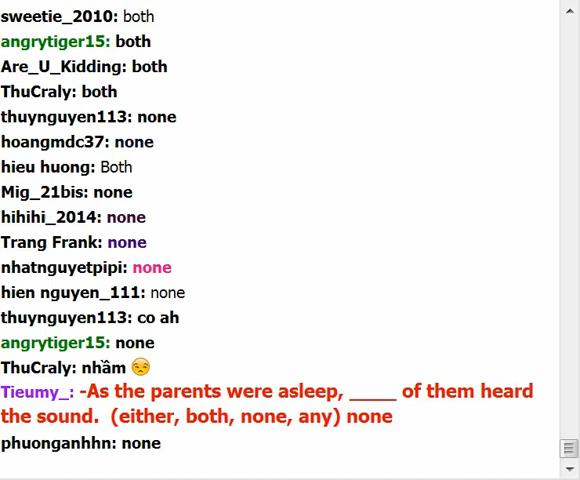 sweetie_2010: both
angrytiger15: both
Are_U_Kidding: both
ThuCraly: both
thuynguyen113: none
hoangmdc37: none
hieu huong: Both
Mig_21bis: none
hihihi_2014: none
Trang Frank: none
nhatnguyetpipi: none
hien nguyen_111: none
thuynguyen113: co ah
angrytiger15: none
ThuCraly: nhầm
Tieumy_: -As the parents were asleep, _____ of them heard
the sound.  (either, both, none, any) none
phuonganhhn: none